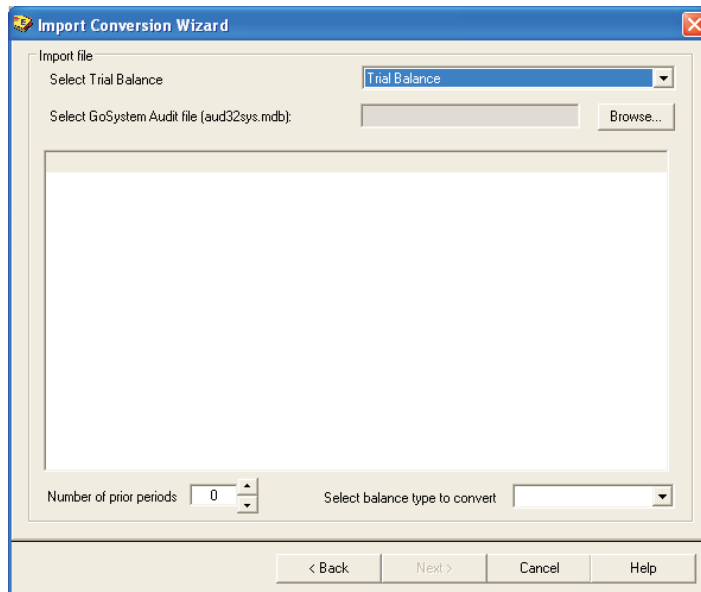 Import Conversion Wizard
Import file
Select Trial Balance
Trial Balance
Select GoSystem Audit file (aud32sys.mdb):
Browse...
Number of prior periods
0
Select balance type to convert
< Back
Next >
Cancel
Help